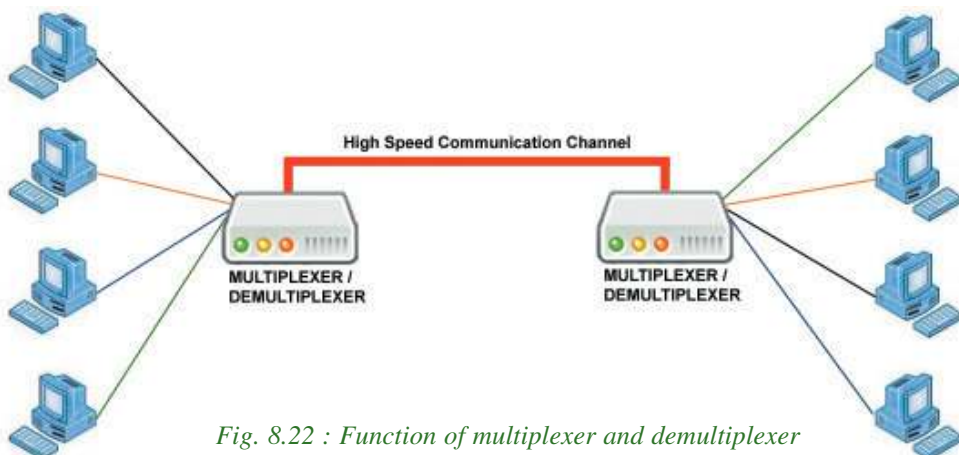 High Speed Communication Channel
MULTIPLEXER /
DEMULTIPLEXER
MULTIPLEXER /
DEMULTIPLEXER
Fig. 8.22 : Function of multiplexer and demultiplexer